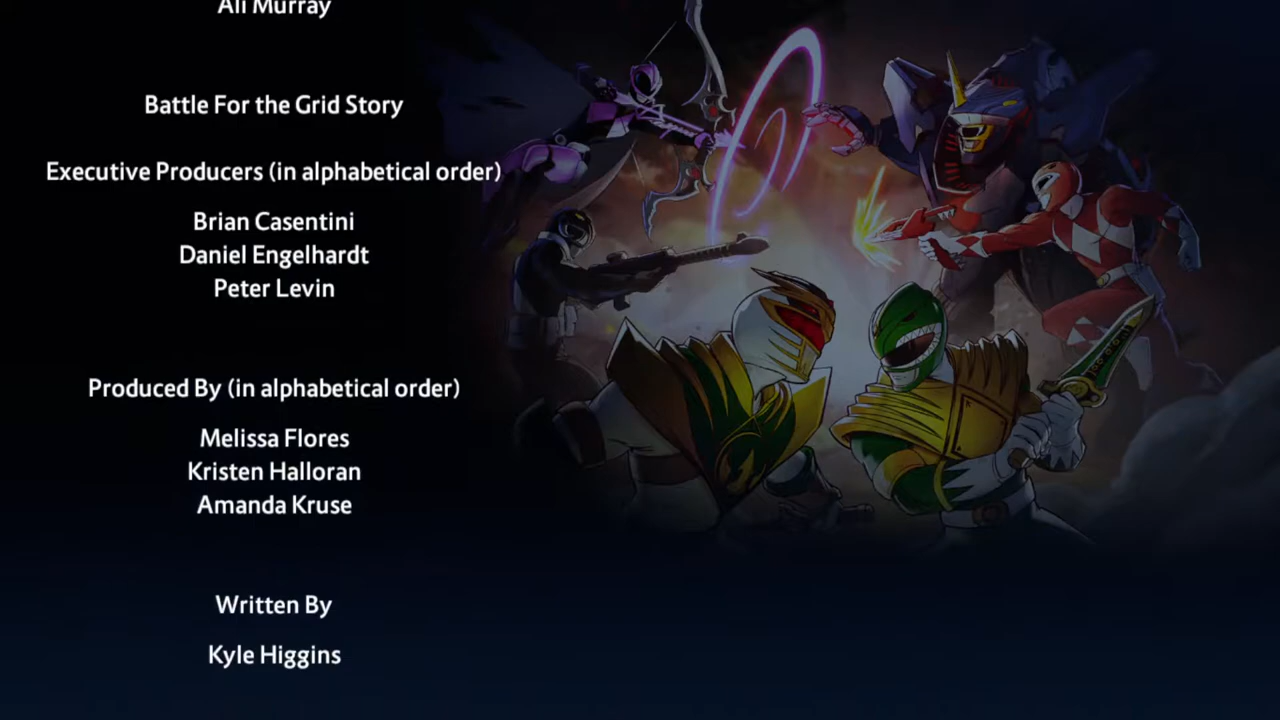 Ali Murray
Battle For the Grid Story
Executive Producers (in alphabetical order)
Brian Casentini
Daniel Engelhardt
Peter Levin
Produced By (in alphabetical order)
Melissa Flores
Kristen Halloran
Amanda Kruse
Written By
Kyle Higgins